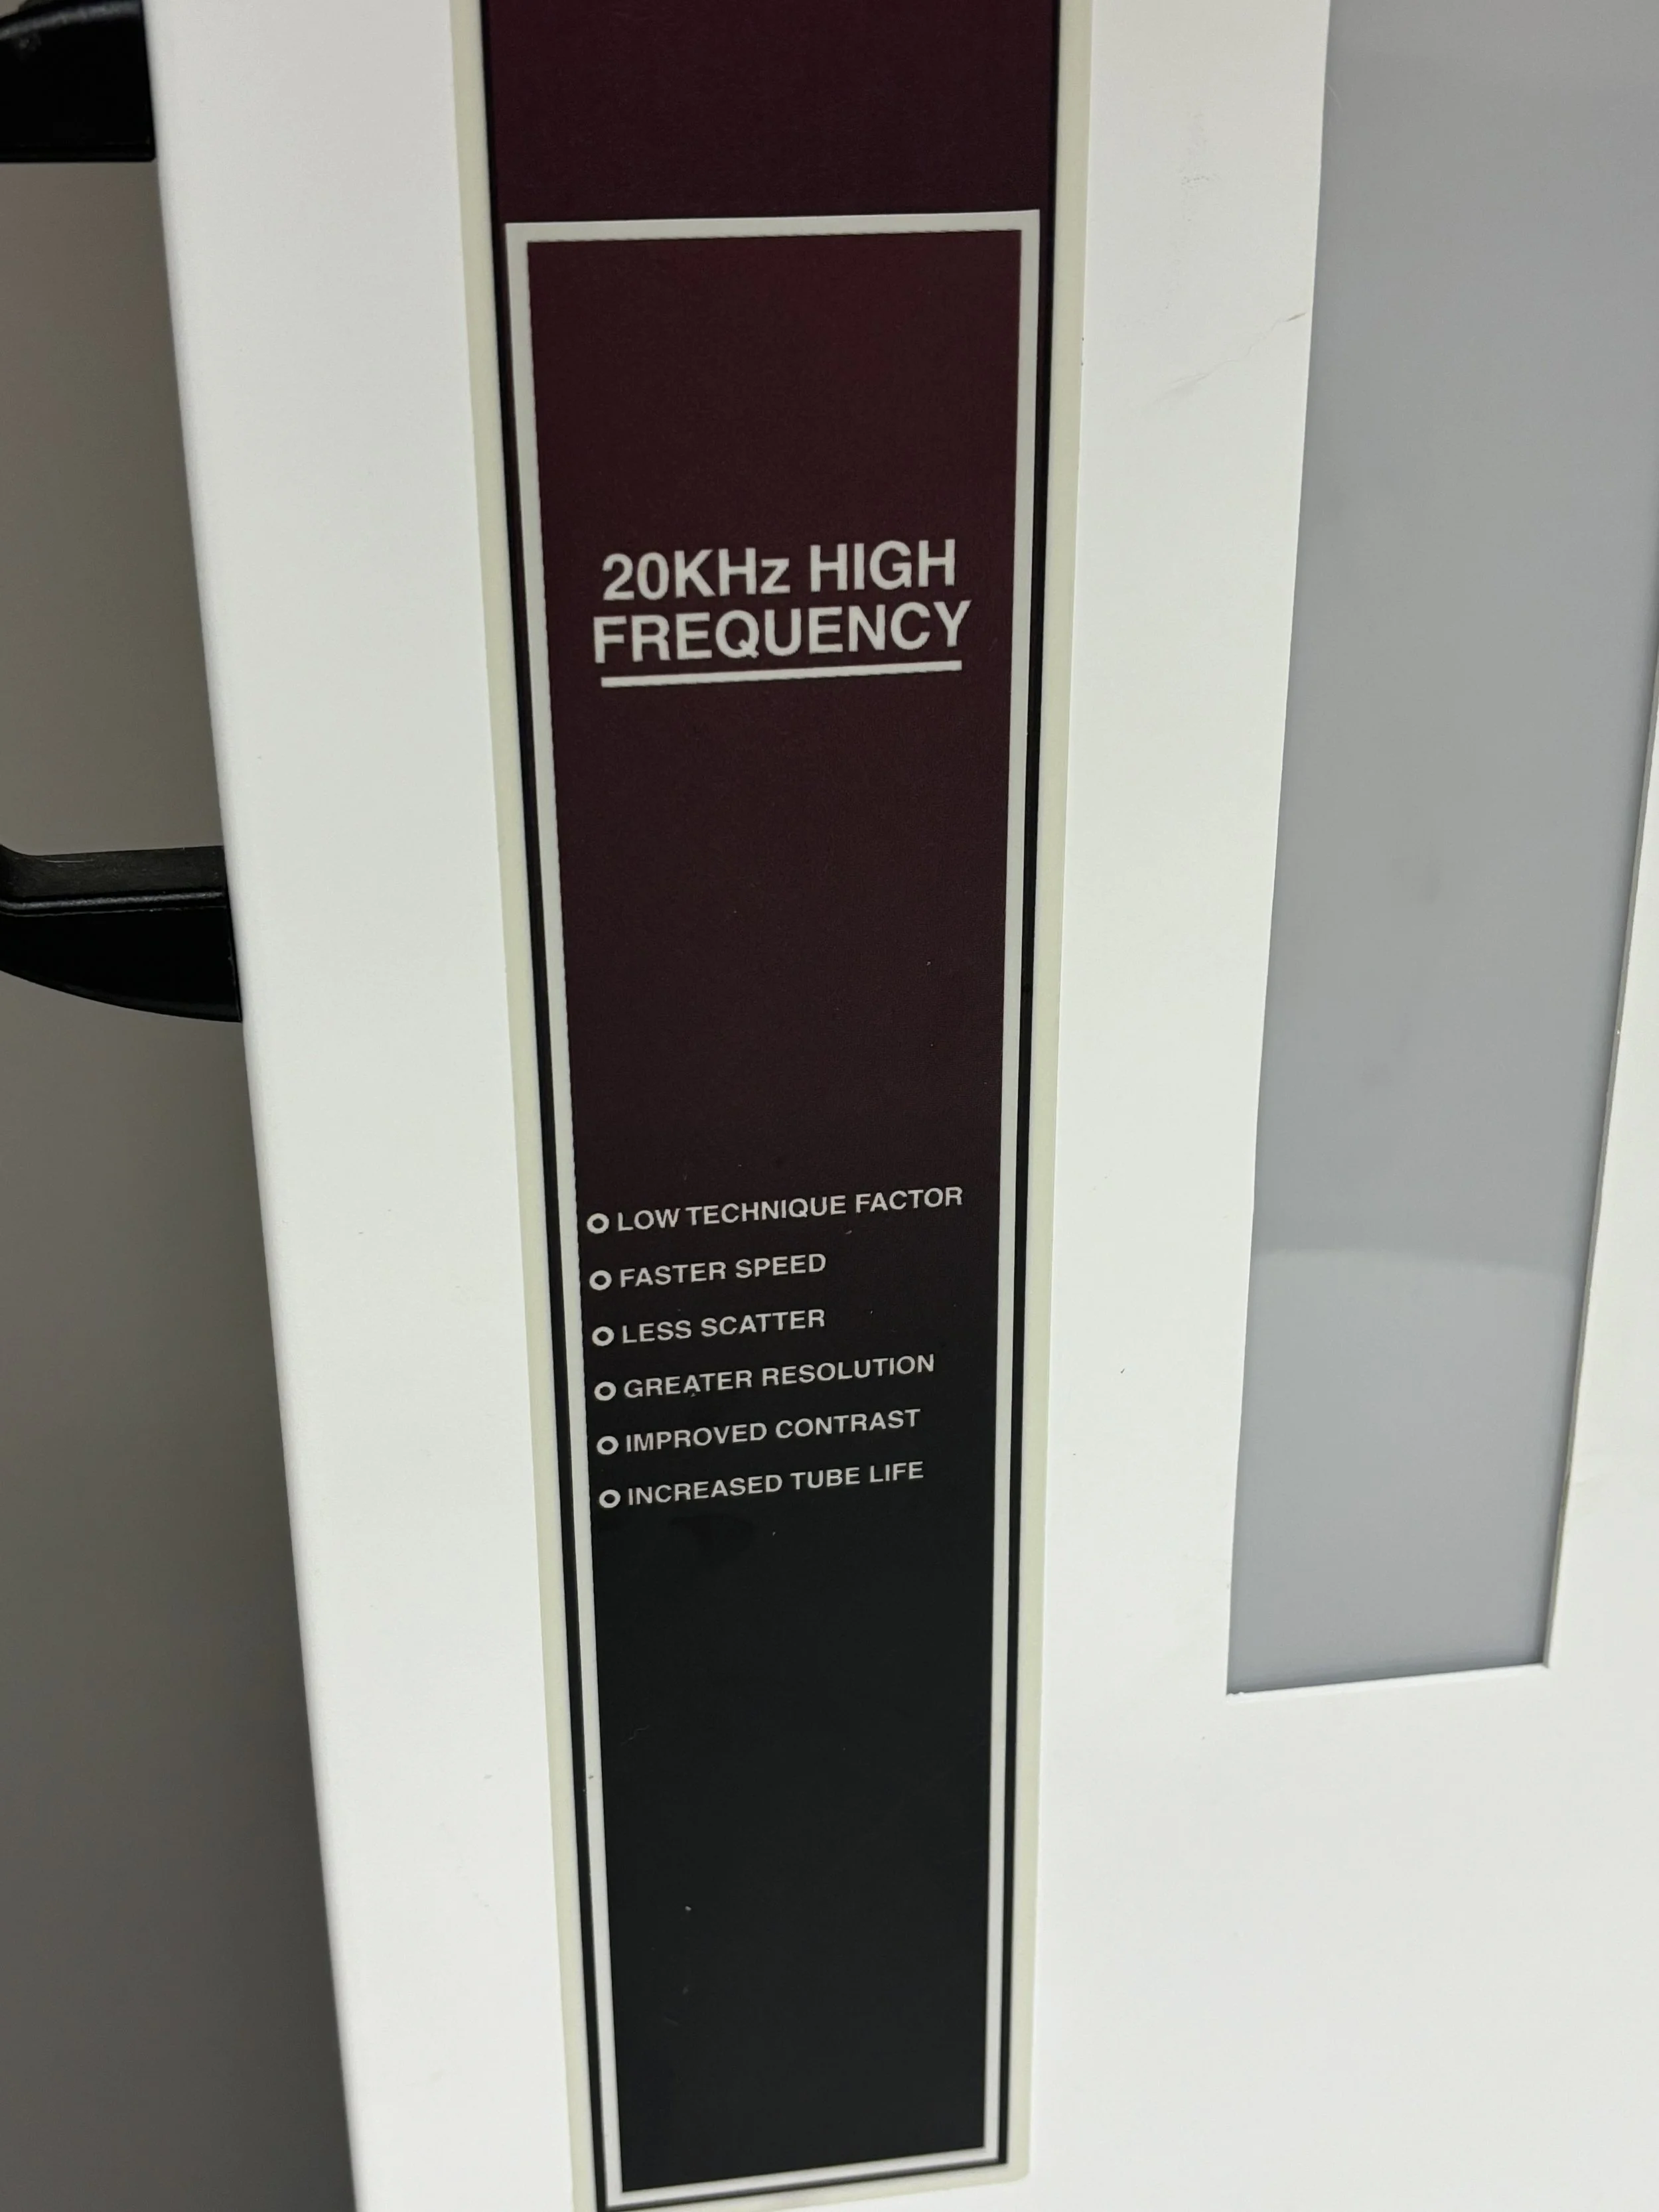 20KHz HIGH
FREQUENCY
LOW TECHNIQUE FACTOR
FASTER SPEED
LESS SCATTER
GREATER RESOLUTION
IMPROVED CONTRAST
INCREASED TUBE LIFE